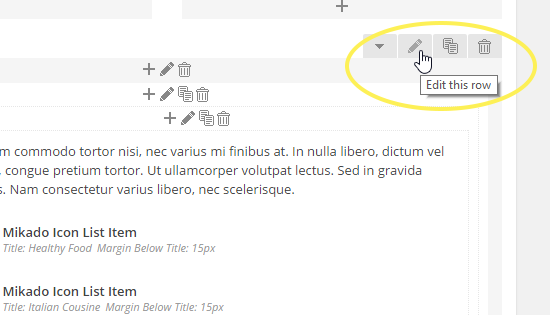 Edit this row
m commodo tortor nisi, nec varius mi finibus at. In nulla libero, dictum vel
, congue pretium tortor. Ut ullamcorper volutpat lectus. Sed in gravida
s. Nam consectetur varius libero, nec scelerisque.
Mikado Icon List Item
Title: Healthy Food Margin Below Title: 15px
Mikado Icon List Item
Title: Italian Cousine Margin Below Title: 15px